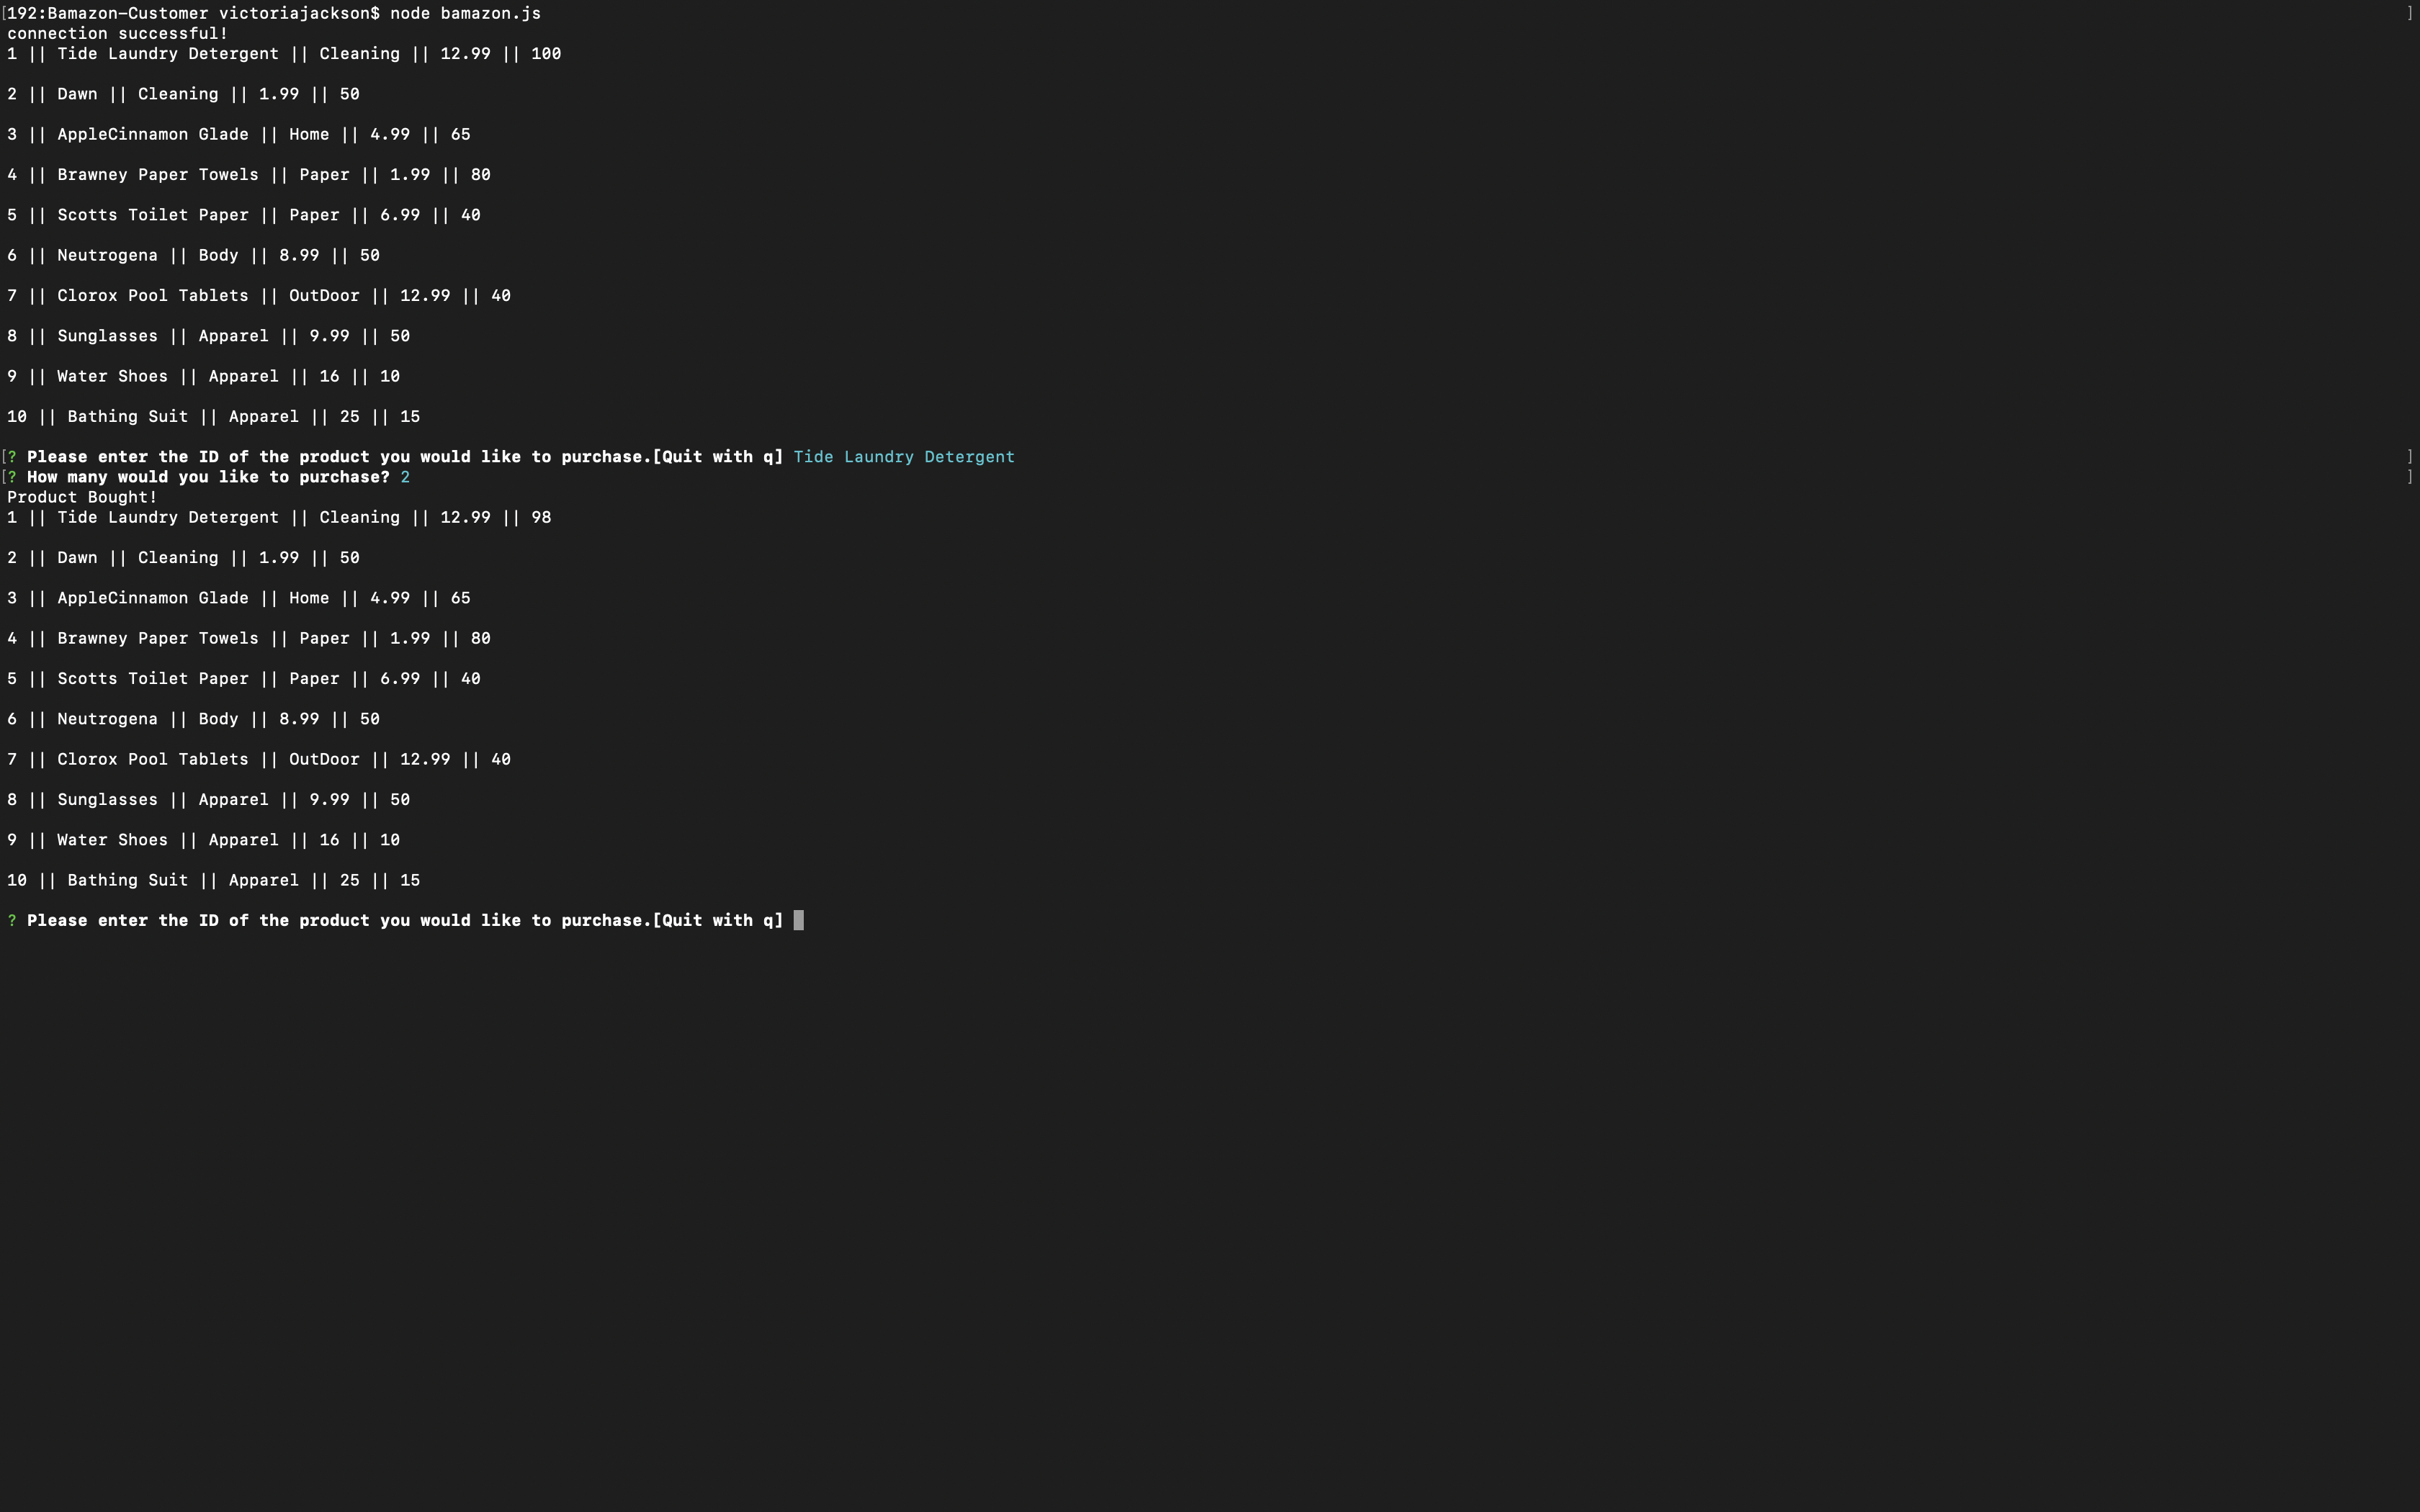 [192:Bamazon-Customer victoriajackson$ node bamazon.js ]
connection successful!
1 || Tide Laundry Detergent || Cleaning || 12.99 || 100
2 || Dawn || Cleaning || 1.99 || 50
3 || AppleCinnamon Glade || Home || 4.99 || 65
4 || Brawney Paper Towels || Paper || 1.99 || 80
5 || Scotts Toilet Paper || Paper || 6.99 || 40
6 || Neutrogena || Body || 8.99 || 50
7 || Clorox Pool Tablets || OutDoor || 12.99 || 40
8 || Sunglasses || Apparel || 9.99 || 50
9 || Water Shoes || Apparel || 16 || 10
10 || Bathing Suit || Apparel || 25 || 15
[? Please enter the ID of the product you would like to purchase.[Quit with q] Tide Laundry Detergent ]
[? How many would you like to purchase? 2 ]
Product Bought!
1 || Tide Laundry Detergent || Cleaning || 12.99 || 98
2 || Dawn || Cleaning || 1.99 || 50
3 || AppleCinnamon Glade || Home || 4.99 || 65
4 || Brawney Paper Towels || Paper || 1.99 || 80
5 || Scotts Toilet Paper || Paper || 6.99 || 40
6 || Neutrogena || Body || 8.99 || 50
7 || Clorox Pool Tablets || OutDoor || 12.99 || 40
8 || Sunglasses || Apparel || 9.99 || 50
9 || Water Shoes || Apparel || 16 || 10
10 || Bathing Suit || Apparel || 25 || 15
? Please enter the ID of the product you would like to purchase.[Quit with q]